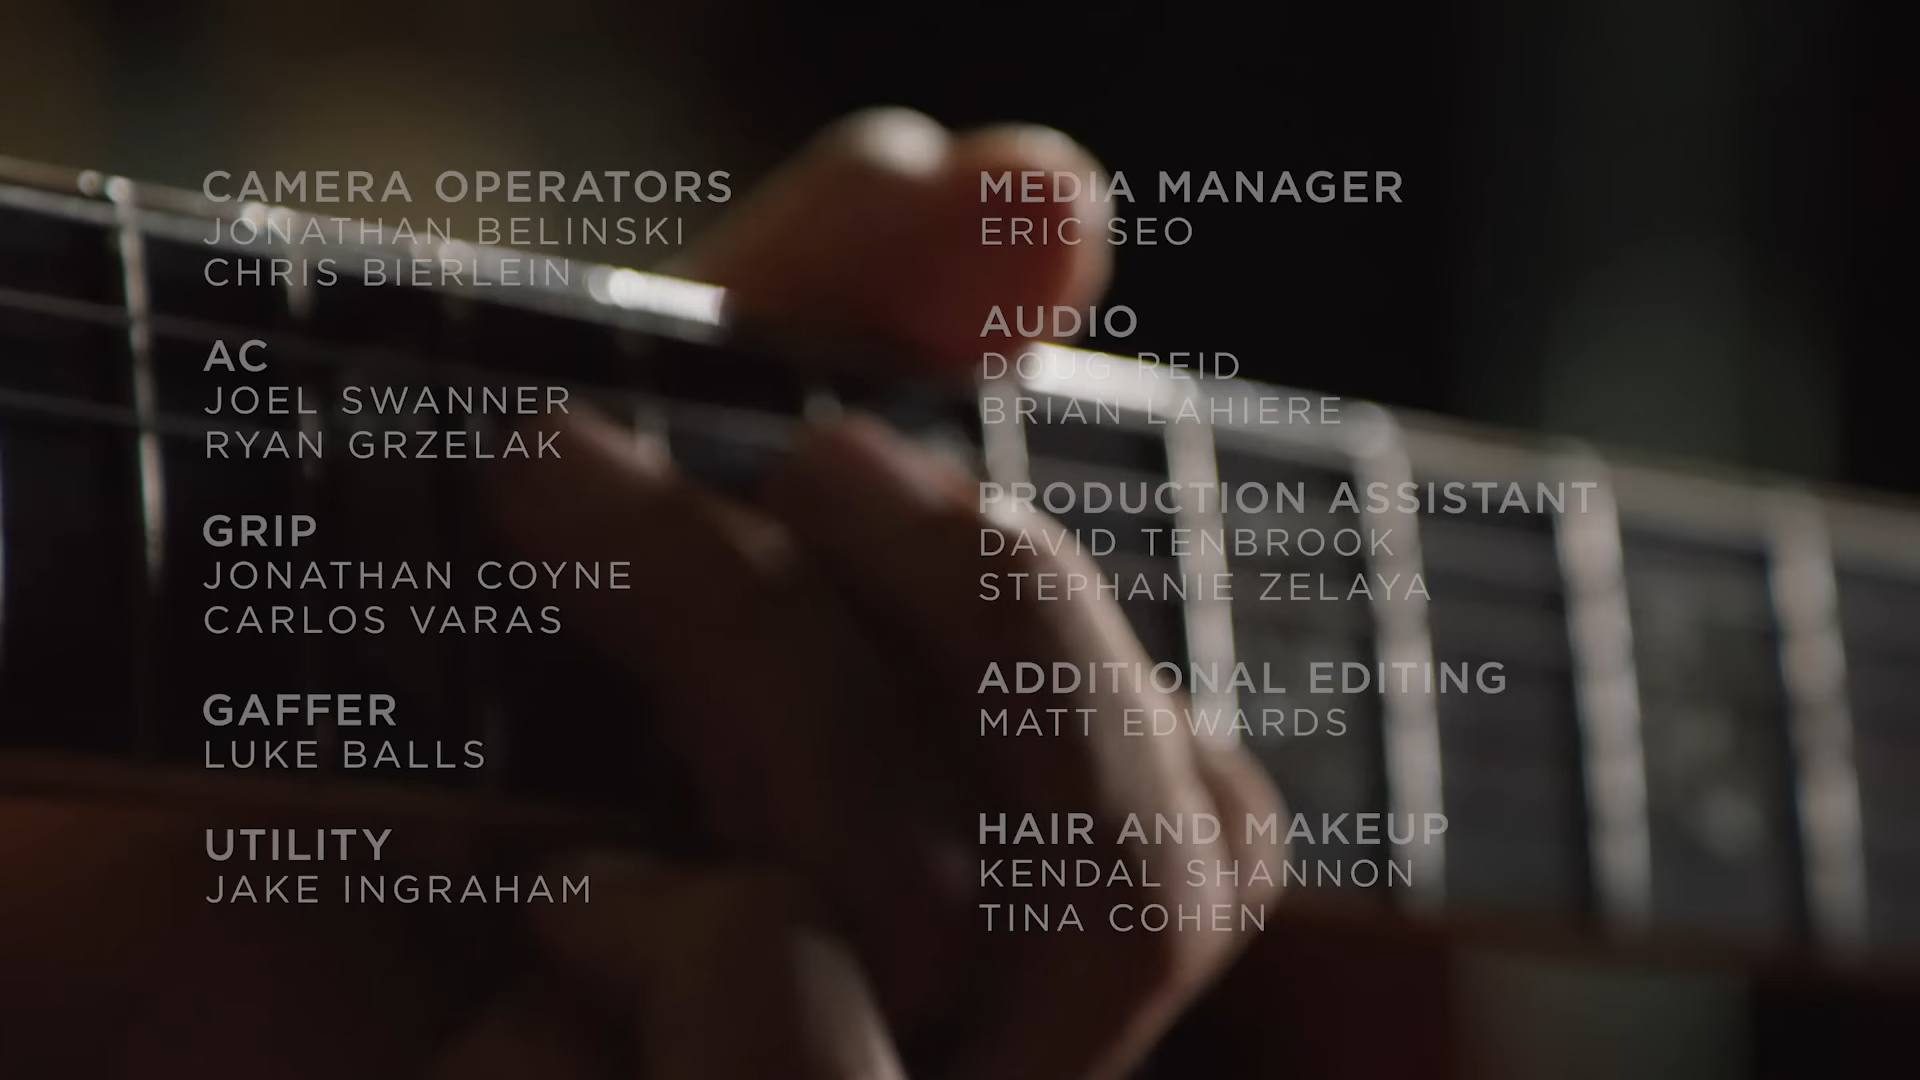 CAMERA OPERATORS
JONATHAN BELINSKI
CHRIS BIERLEIN
AC
JOEL SWANNER
RYAN GRZELAK
GRIP
JONATHAN COYNE
CARLOS VARAS
GAFFER
LUKE BALLS
UTILITY
JAKE INGRAHAM
MEDIA MANAGER
ERIC SEO
AUDIO
DOUG REID
BRIAN LAHIERE
PRODUCTION ASSISTANT
DAVID TENBROOK
STEPHANIE ZELAYA
ADDITIONAL EDITING
MATT EDWARDS
HAIR AND MAKEUP
KENDAL SHANNON
TINA COHEN